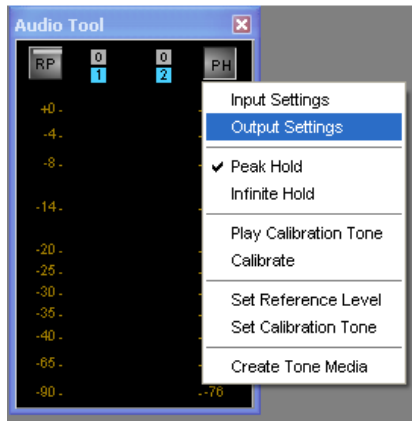 Audio Tool
RP 0 0 PH
1 2
+0 -
-4 -
-8 -
-14 -
-20 -
-25 -
-30 -
-35 -
-40 -
-65 -
-90 - - -76
Input Settings
Output Settings
Peak Hold
Infinite Hold
Play Calibration Tone
Calibrate
Set Reference Level
Set Calibration Tone
Create Tone Media